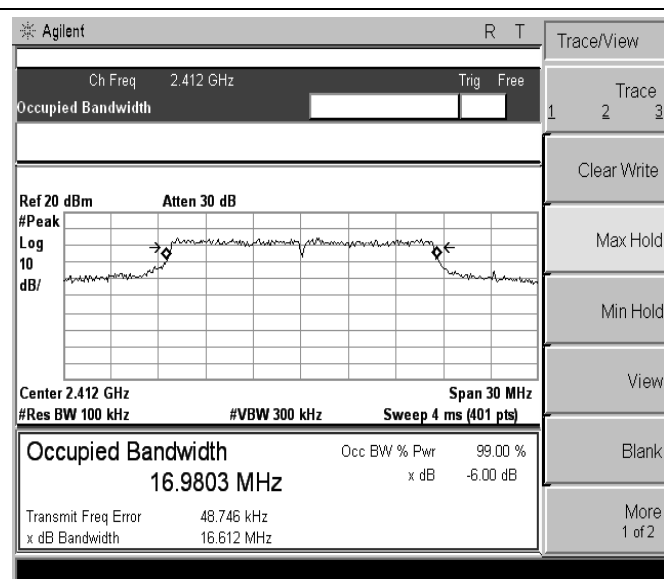 Agilent R T
Ch Freq 2.412 GHz Trig Free
Occupied Bandwidth
Ref 20 dBm Atten 30 dB
#Peak
Log
10
dB/
Center 2.412 GHz Span 30 MHz
#Res BW 100 kHz #VBW 300 kHz Sweep 4 ms (401 pts)
Occupied Bandwidth Occ BW % Pwr 99.00 %
16.9803 MHz x dB -6.00 dB
Transmit Freq Error 48.746 kHz
x dB Bandwidth 16.612 MHz
Trace/View
Trace
1 2 3
Clear Write
Max Hold
Min Hold
View
Blank
More
1 of 2